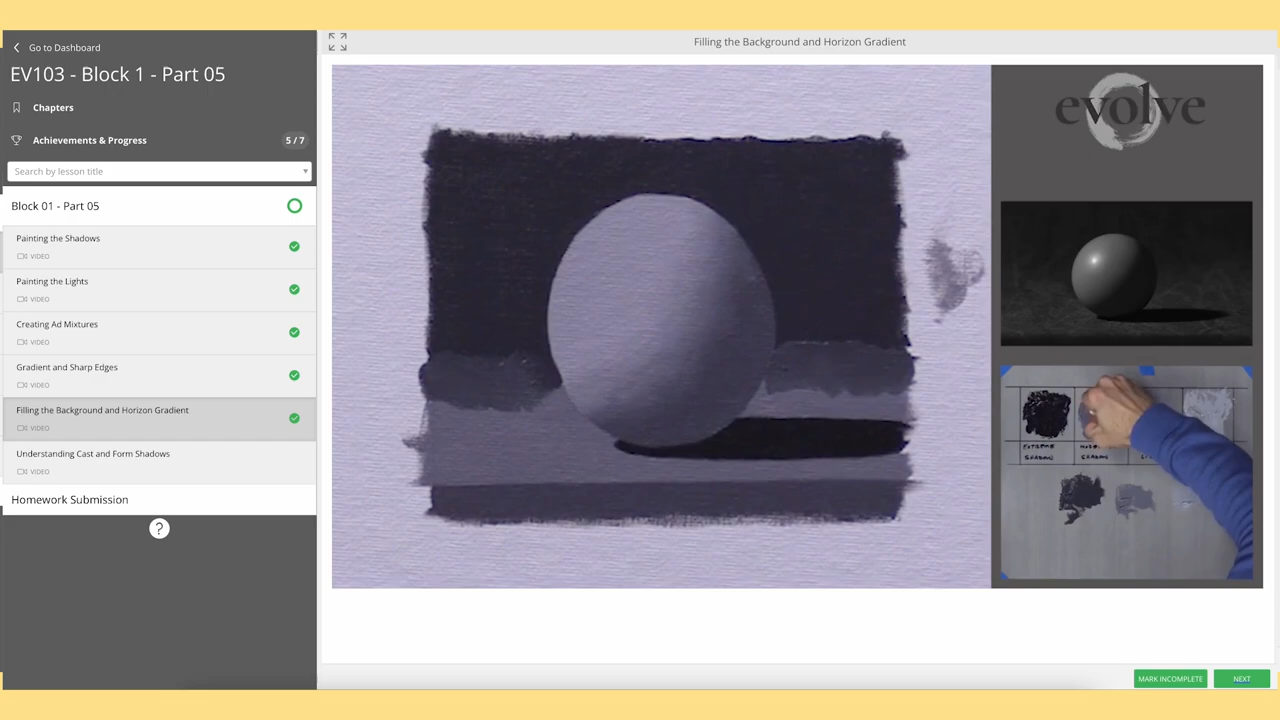 Go to Dashboard
EV103 - Block 1 - Part 05
Chapters
Achievements & Progress
5 / 7
Search by lesson title
Block 01 - Part 05
Painting the Shadows
VIDEO
Painting the Lights
VIDEO
Creating Ad Mixtures
VIDEO
Gradient and Sharp Edges
VIDEO
Filling the Background and Horizon Gradient
VIDEO
Understanding Cast and Form Shadows
VIDEO
Homework Submission
?
Filling the Background and Horizon Gradient
evolve
EXTREME
SHADOW
SHADOW
MARK INCOMPLETE
NEXT